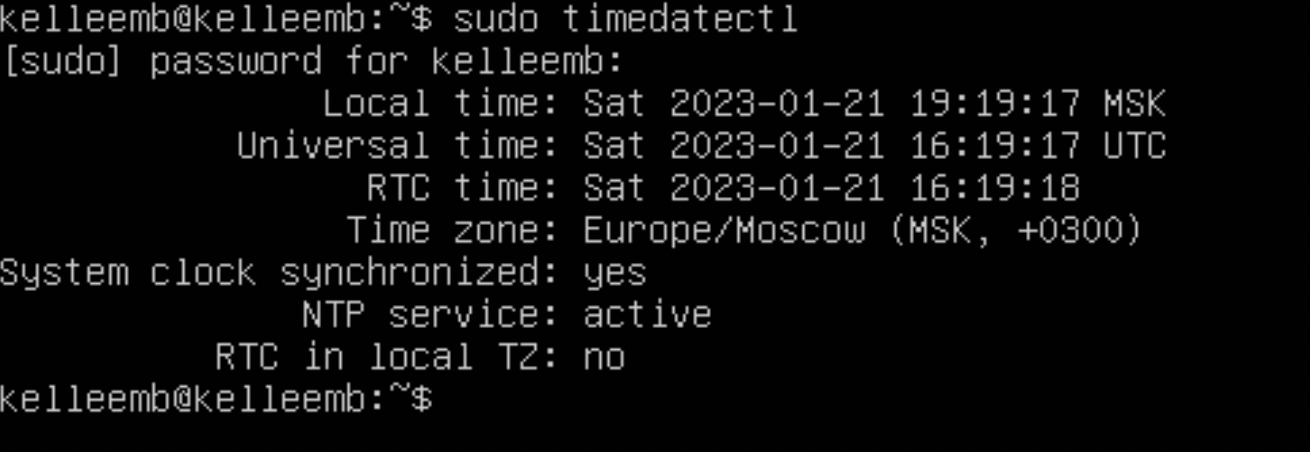 kelleemb@kelleemb:~$ sudo timedatectl
[sudo] password for kelleemb:
               Local time: Sat 2023-01-21 19:19:17 MSK
           Universal time: Sat 2023-01-21 16:19:17 UTC
                 RTC time: Sat 2023-01-21 16:19:18
                Time zone: Europe/Moscow (MSK, +0300)
System clock synchronized: yes
              NTP service: active
          RTC in local TZ: no
kelleemb@kelleemb:~$